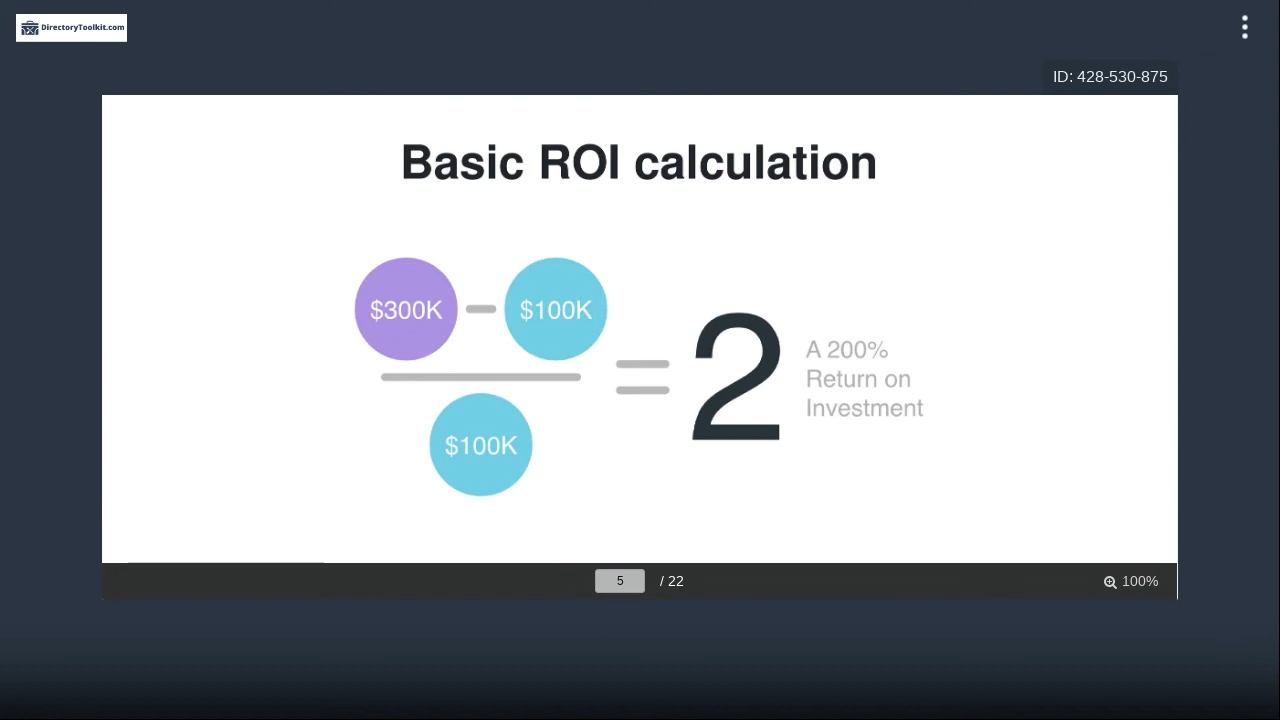 DirectoryToolkit.com
ID: 428-530-875
Basic ROI calculation
$300K
$100K
$100K
2
A 200%
Return on
Investment
5 / 22
100%